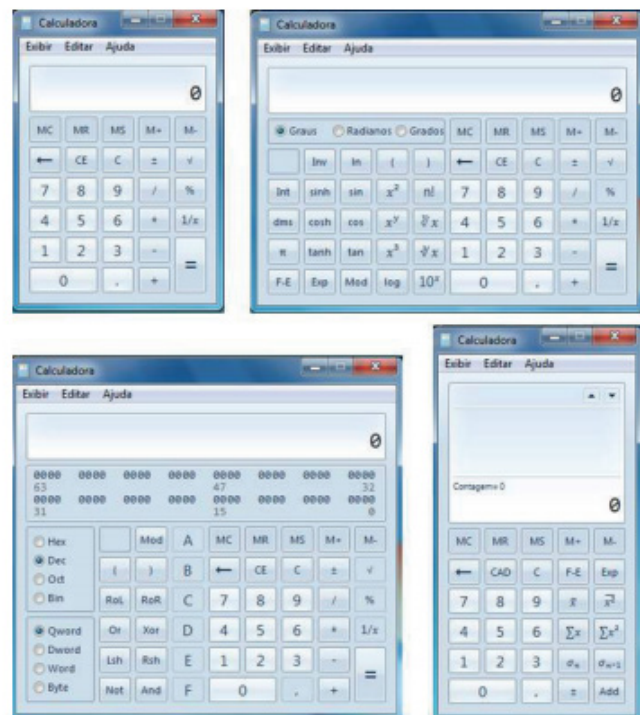 Calculadora
Exibir Editar Ajuda
0
MC MR MS M+ M-
← CE C ± √
7 8 9 / %
4 5 6 * 1/x
1 2 3 - =
0 , +
Calculadora
Exibir Editar Ajuda
0
Graus Radianos Grados MC MR MS M+ M-
Inv ln ( ) ← CE C ± √
Int sinh sin x² n! 7 8 9 / %
dms cosh cos xʸ ʸ√x 4 5 6 * 1/x
π tanh tan x³ ³√x 1 2 3 - =
F-E Exp Mod log 10ˣ 0 , +
Calculadora
Exibir Editar Ajuda
0
0000 0000 0000 0000 0000 0000 0000 0000
63 47 32
0000 0000 0000 0000 0000 0000 0000 0000
31 15 0
Hex
Dec
Oct
Bin
Qword
Dword
Word
Byte
Mod A MC MR MS M+ M-
( ) B ← CE C ± √
RoL RoR C 7 8 9 / %
Or Xor D 4 5 6 * 1/x
Lsh Rsh E 1 2 3 - =
Not And F 0 , +
Calculadora
Exibir Editar Ajuda
Contagem= 0
0
MC MR MS M+ M-
← CAD C F-E Exp
7 8 9 x̄ x̄²
4 5 6 Σx Σx²
1 2 3 σₙ σₙ₋₁
0 , ± Add